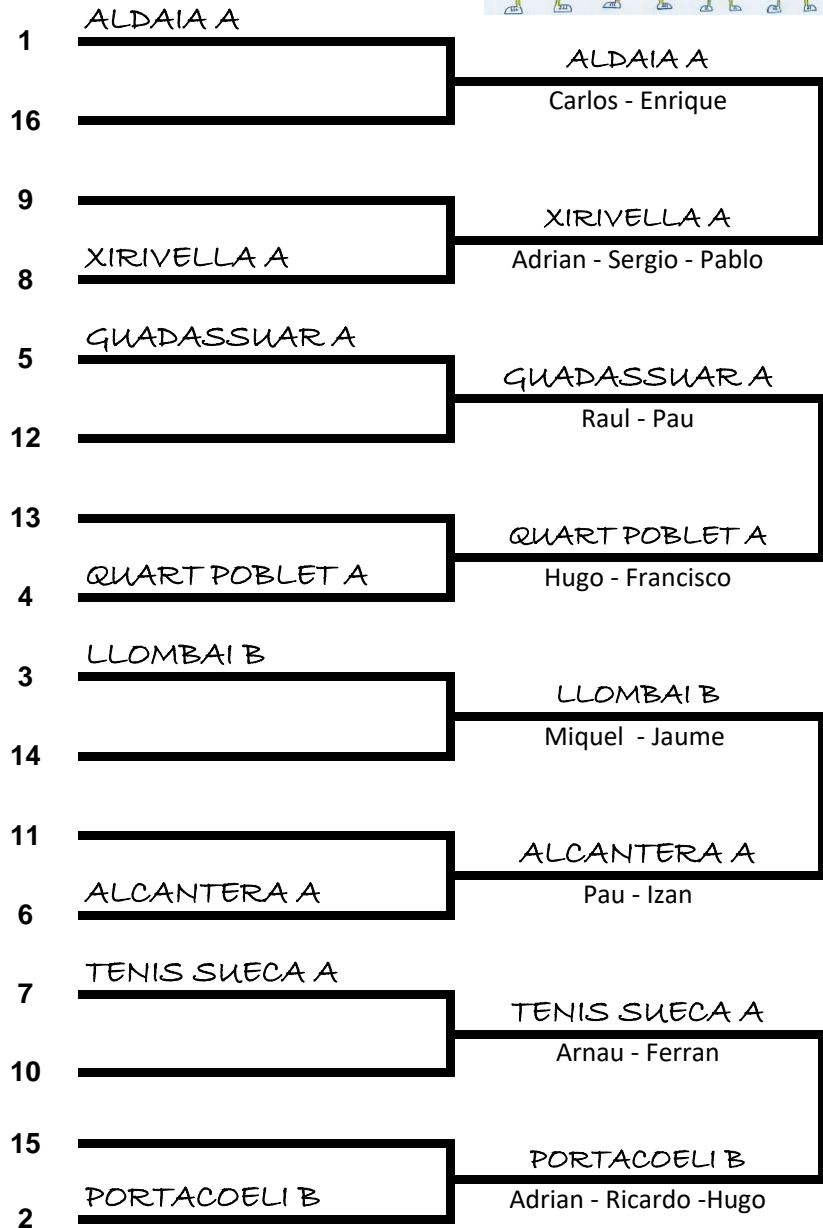 ALDAIA A
1
ALDAIA A
Carlos - Enrique
16
9
XIRIVELLA A
XIRIVELLA A
Adrian - Sergio - Pablo
8
GUADASSUAR A
5
GUADASSUAR A
Raul - Pau
12
13
QUART POBLET A
QUART POBLET A
Hugo - Francisco
4
LLOMBAI B
3
LLOMBAI B
Miquel - Jaume
14
11
ALCANTERA A
ALCANTERA A
Pau - Izan
6
TENIS SUECA A
7
TENIS SUECA A
Arnau - Ferran
10
15
PORTACOELI B
PORTACOELI B
Adrian - Ricardo -Hugo
2